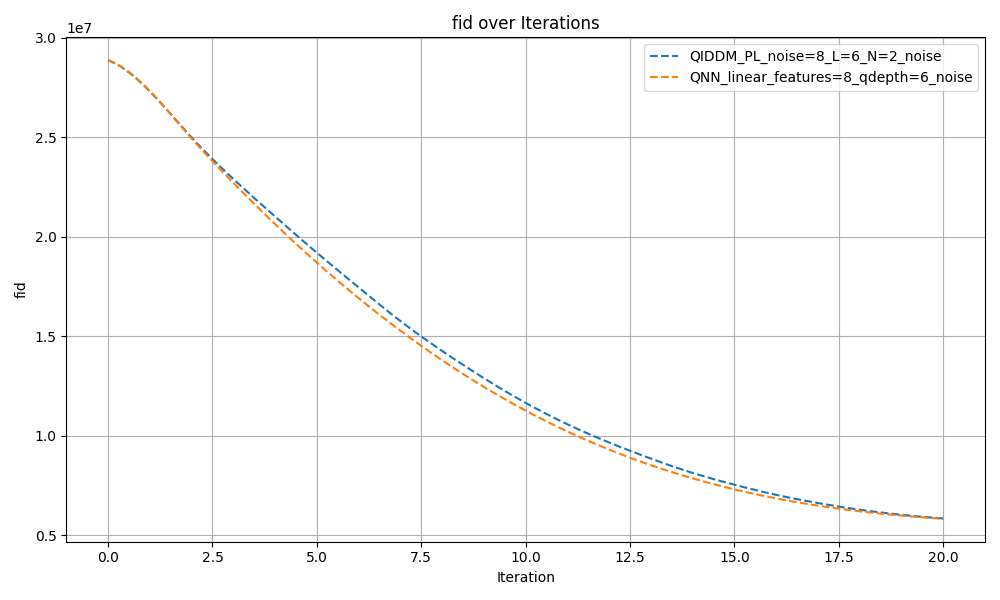 fid over Iterations
1e7
3.0
2.5
2.0
1.5
1.0
0.5
fid
QIDDM_PL_noise=8_L=6_N=2_noise
QNN_linear_features=8_qdepth=6_noise
0.0 2.5 5.0 7.5 10.0 12.5 15.0 17.5 20.0
Iteration